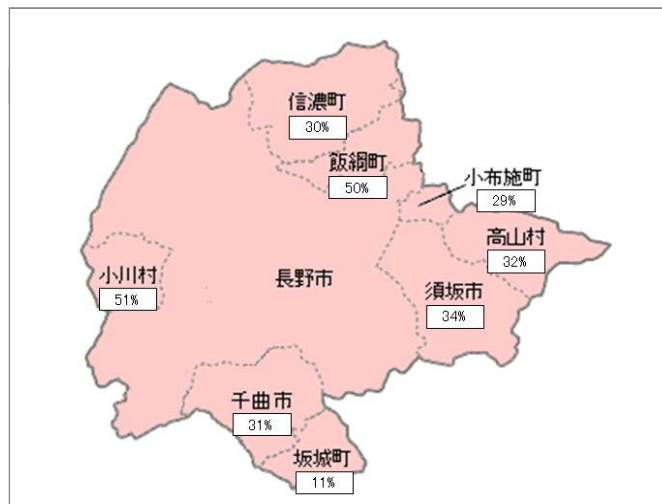 信濃町
30%
飯綱町
50%
小布施町
29%
高山村
32%
小川村
51%
長野市
須坂市
34%
千曲市
31%
坂城町
11%